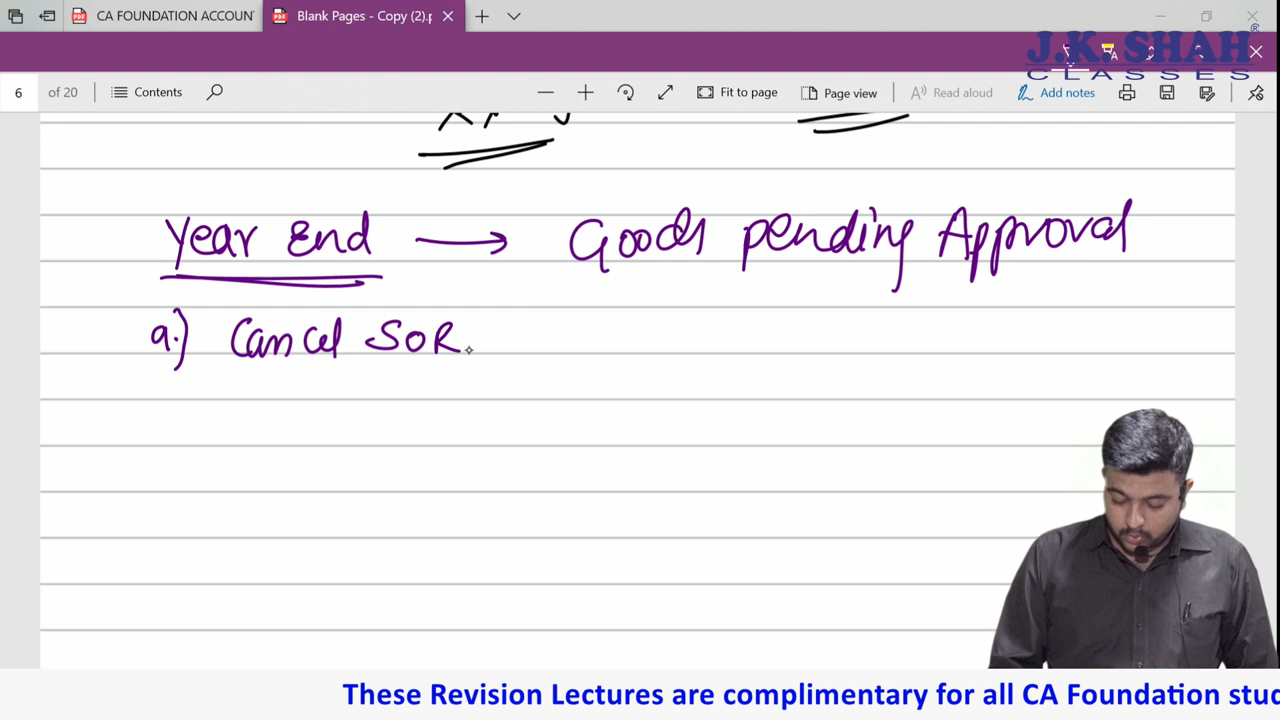 CA FOUNDATION ACCOUN
Blank Pages - Copy (2).p
J.K. SHAH®
CLASSES
6 of 20
Contents
Fit to page
Page view
Read aloud
Add notes
Year End → Goods pending Approval
a.) Cancel SOR
These Revision Lectures are complimentary for all CA Foundation stud